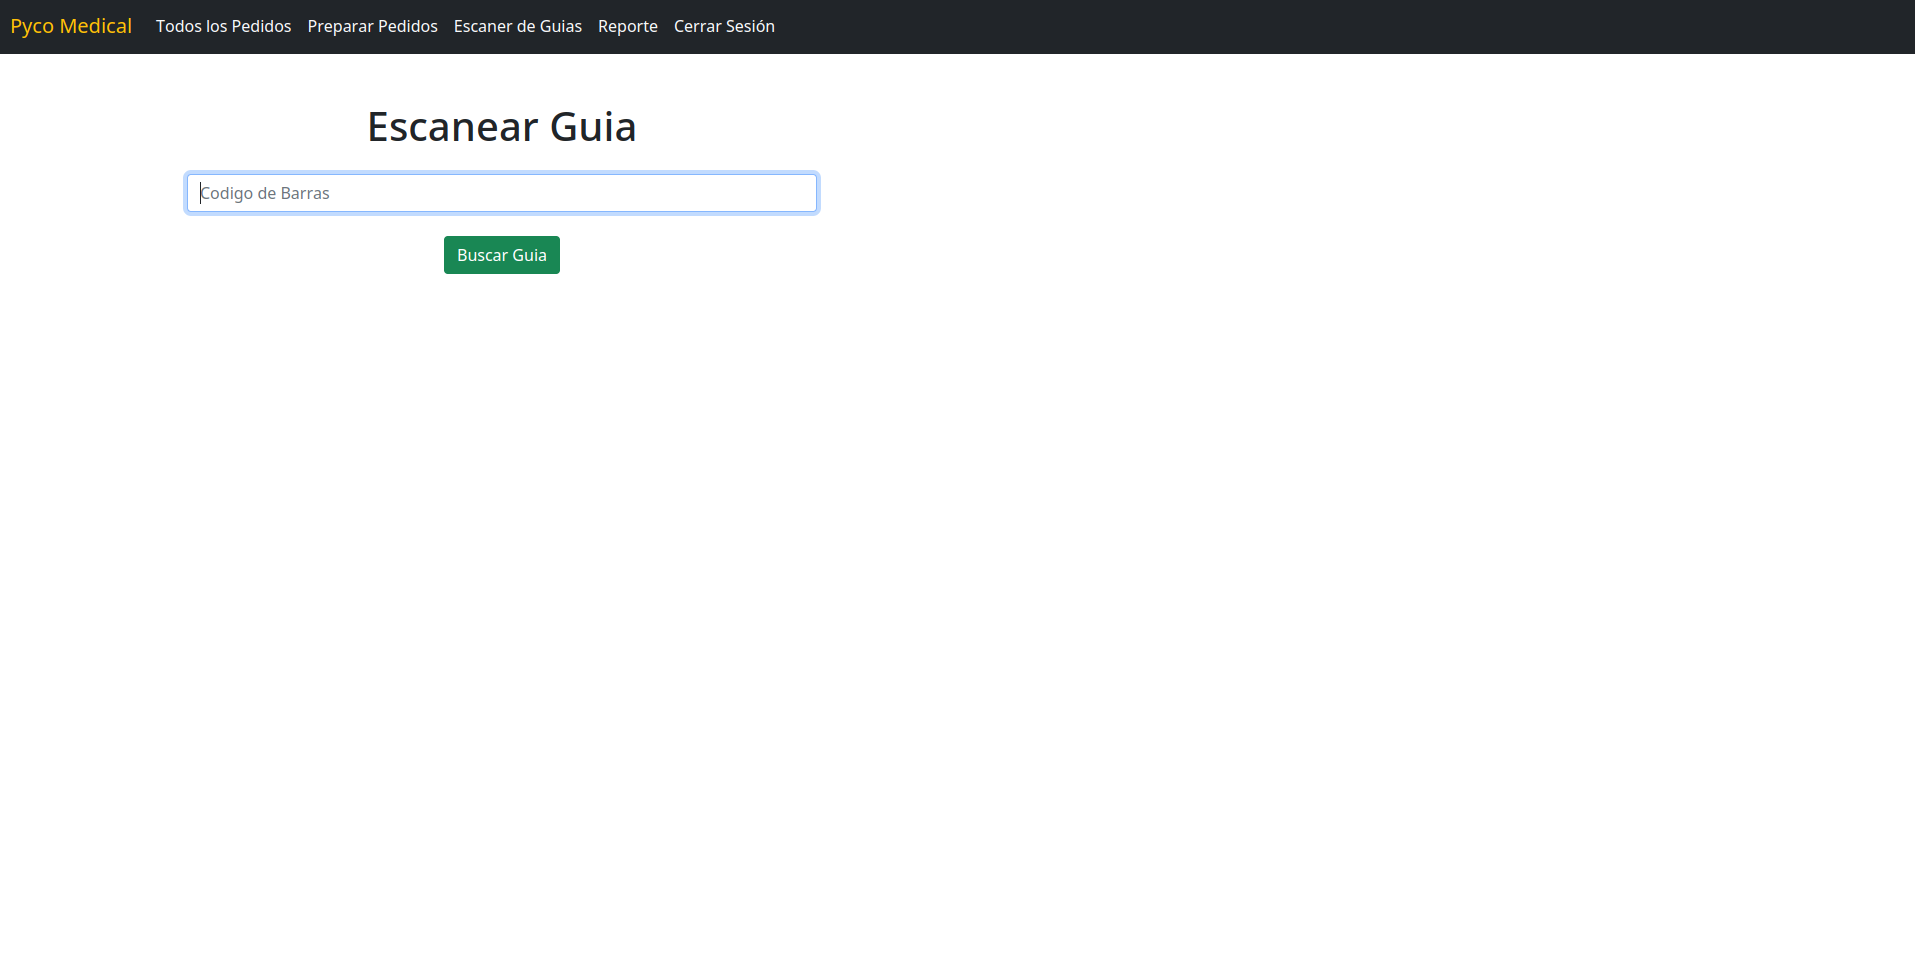 Pyco Medical Todos los Pedidos Preparar Pedidos Escaner de Guias Reporte Cerrar Sesión
Escanear Guia
Codigo de Barras
Buscar Guia